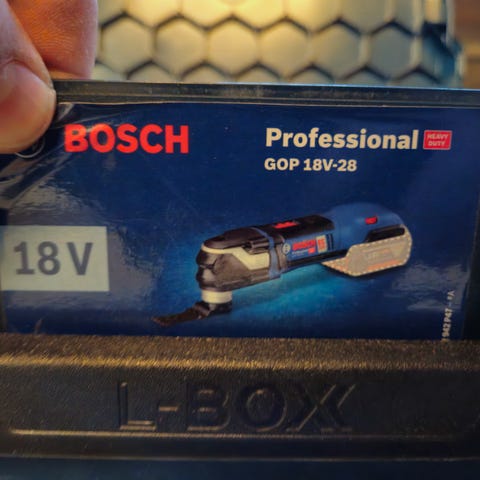 BOSCH
Professional
HEAVY
DUTY
GOP 18V-28
18 V
L-BOXX